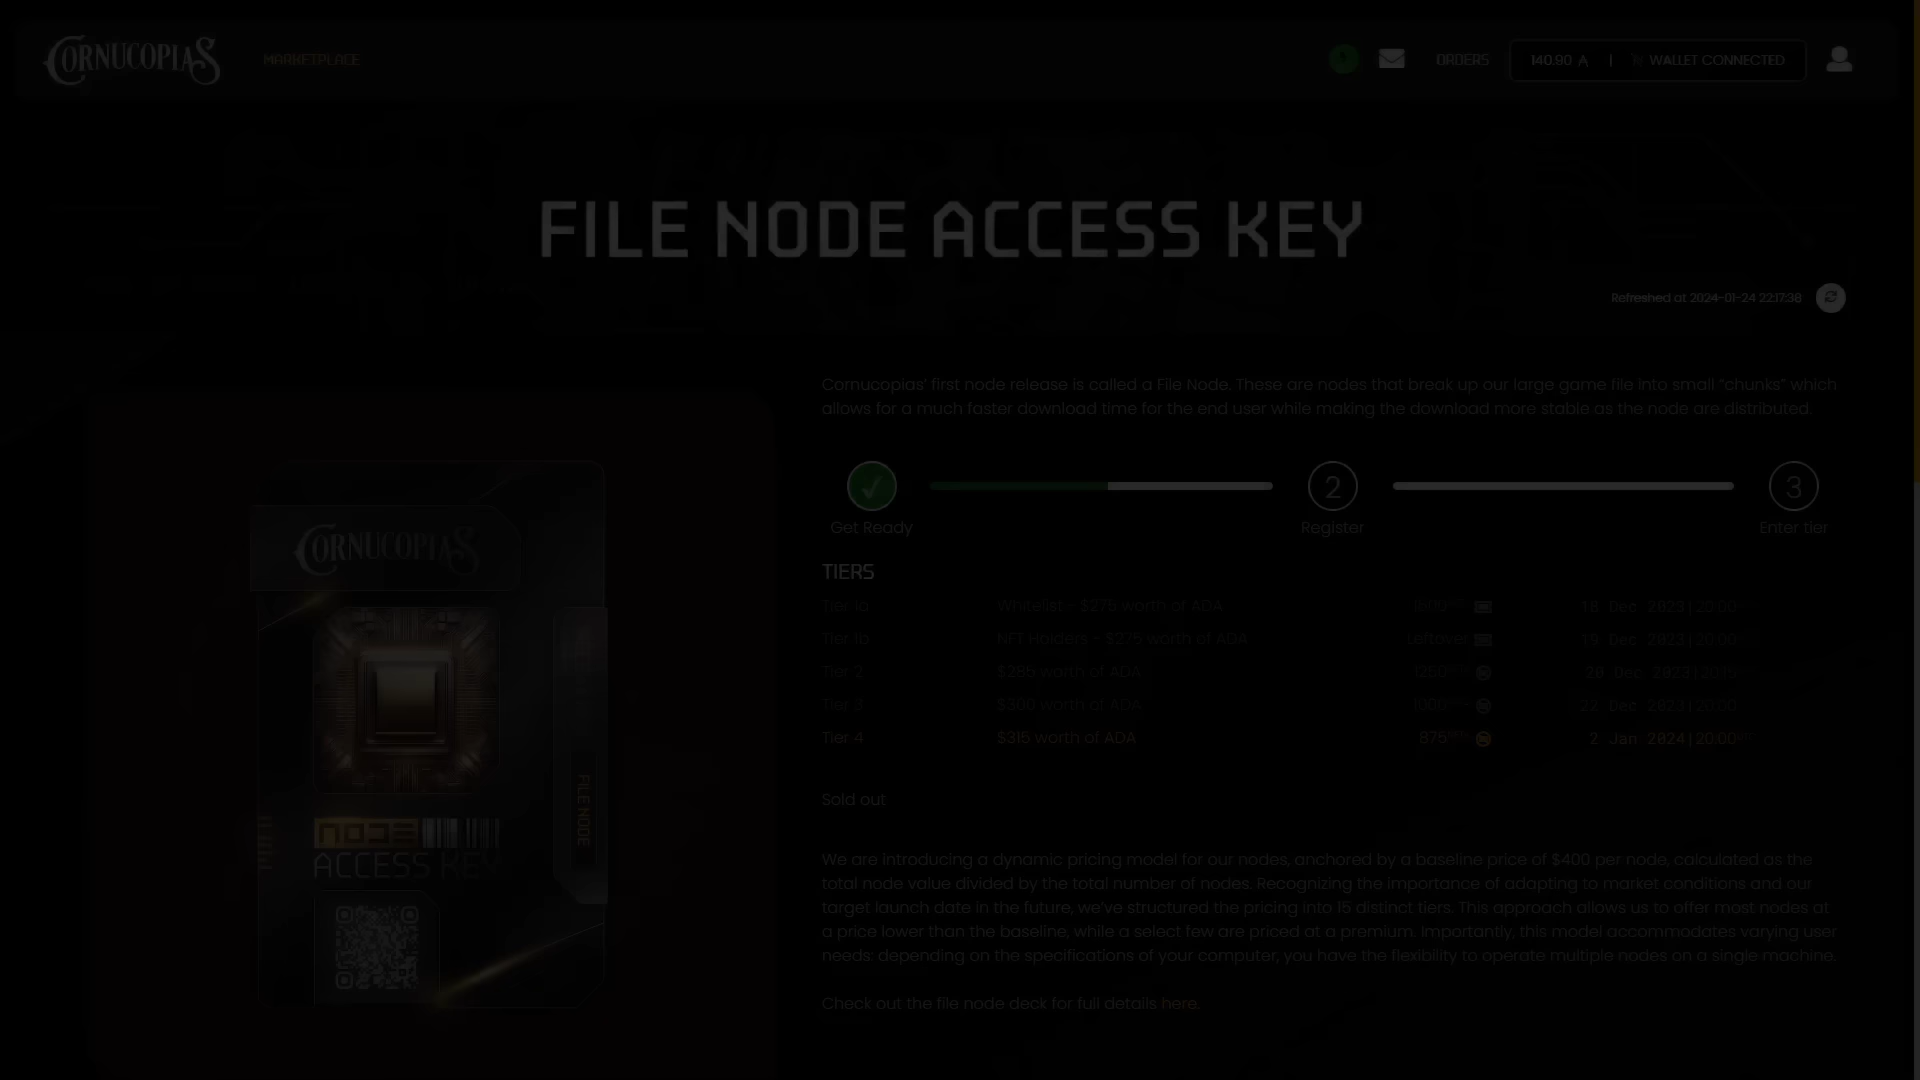 CORNUCOPIAS
MARKETPLACE
ORDERS
140.90 ₳ | WALLET CONNECTED
FILE NODE ACCESS KEY
Refreshed at 2024-01-24 22:17:38
Cornucopias' first node release is called a File Node. These are nodes that break up our large game file into small "chunks" which
allows for a much faster download time for the end user while making the download more stable as the node are distributed.
2
3
Get Ready
Register
Enter tier
TIERS
Tier 1a Whitelist - $275 worth of ADA 18 Dec 2023 | 20:00
Tier 1b NFT Holders - $275 worth of ADA Leftover 19 Dec 2023 | 20:00
Tier 2 $285 worth of ADA 1250 20 Dec 2023 | 20:15
Tier 3 $300 worth of ADA 1000 22 Dec 2023 | 20:00
Tier 4 $315 worth of ADA 875 2 Jan 2024 | 20:00
Sold out
We are introducing a dynamic pricing model for our nodes, anchored by a baseline price of $400 per node, calculated as the
total node value divided by the total number of nodes. Recognizing the importance of adapting to market conditions and our
target launch date in the future, we've structured the pricing into 15 distinct tiers. This approach allows us to offer most nodes at
a price lower than the baseline, while a select few are priced at a premium. Importantly, this model accommodates varying user
needs: depending on the specifications of your computer, you have the flexibility to operate multiple nodes on a single machine.
Check out the file node deck for full details here.
CORNUCOPIAS
FILE NODE
NODE
ACCESS KEY